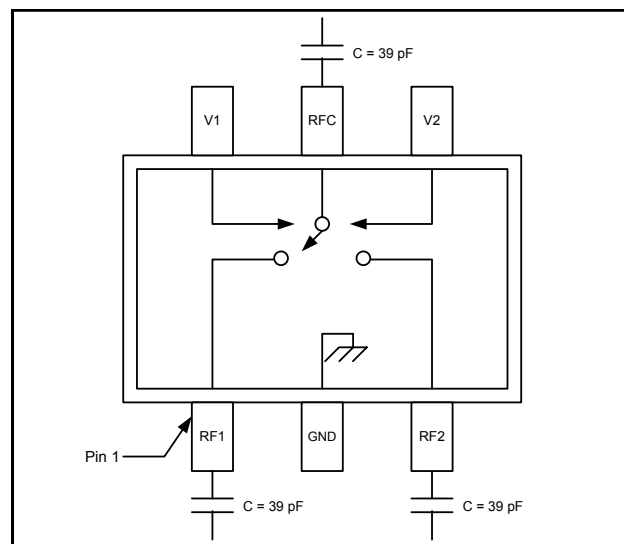 C = 39 pF
V1
RFC
V2
RF1
GND
RF2
Pin 1
C = 39 pF
C = 39 pF